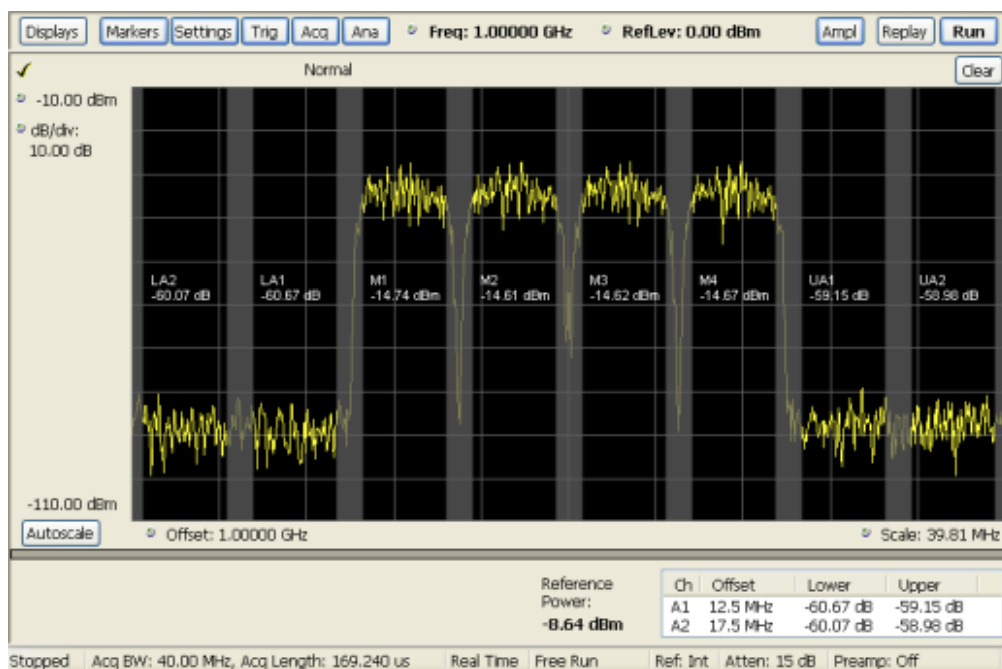 Displays Markers Settings Trig Acq Ana Freq: 1.00000 GHz RefLev: 0.00 dBm Ampl Replay Run
Normal Clear
-10.00 dBm
dB/div:
10.00 dB
LA2 LA1 M1 M2 M3 M4 UA1 UA2
-60.07 dB -60.67 dB -14.74 dBm -14.61 dBm -14.62 dBm -14.67 dBm -59.15 dB -58.98 dB
-110.00 dBm
Autoscale Offset: 1.00000 GHz Scale: 39.81 MHz
Reference Power: -8.64 dBm
Ch Offset Lower Upper
A1 12.5 MHz -60.67 dB -59.15 dB
A2 17.5 MHz -60.07 dB -58.98 dB
Stopped Acq BW: 40.00 MHz, Acq Length: 169.240 us Real Time Free Run Ref: Int Atten: 15 dB Preamp: Off